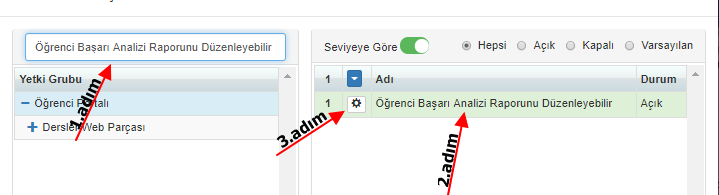 Öğrenci Başarı Analizi Raporunu Düzenleyebilir
Yetki Grubu
Öğrenci Portalı
Dersler Web Parçası
1.adım
Seviyeye Göre Hepsi Açık Kapalı Varsayılan
1 Adı Durum
1 Öğrenci Başarı Analizi Raporunu Düzenleyebilir Açık
3.adım
2.adım